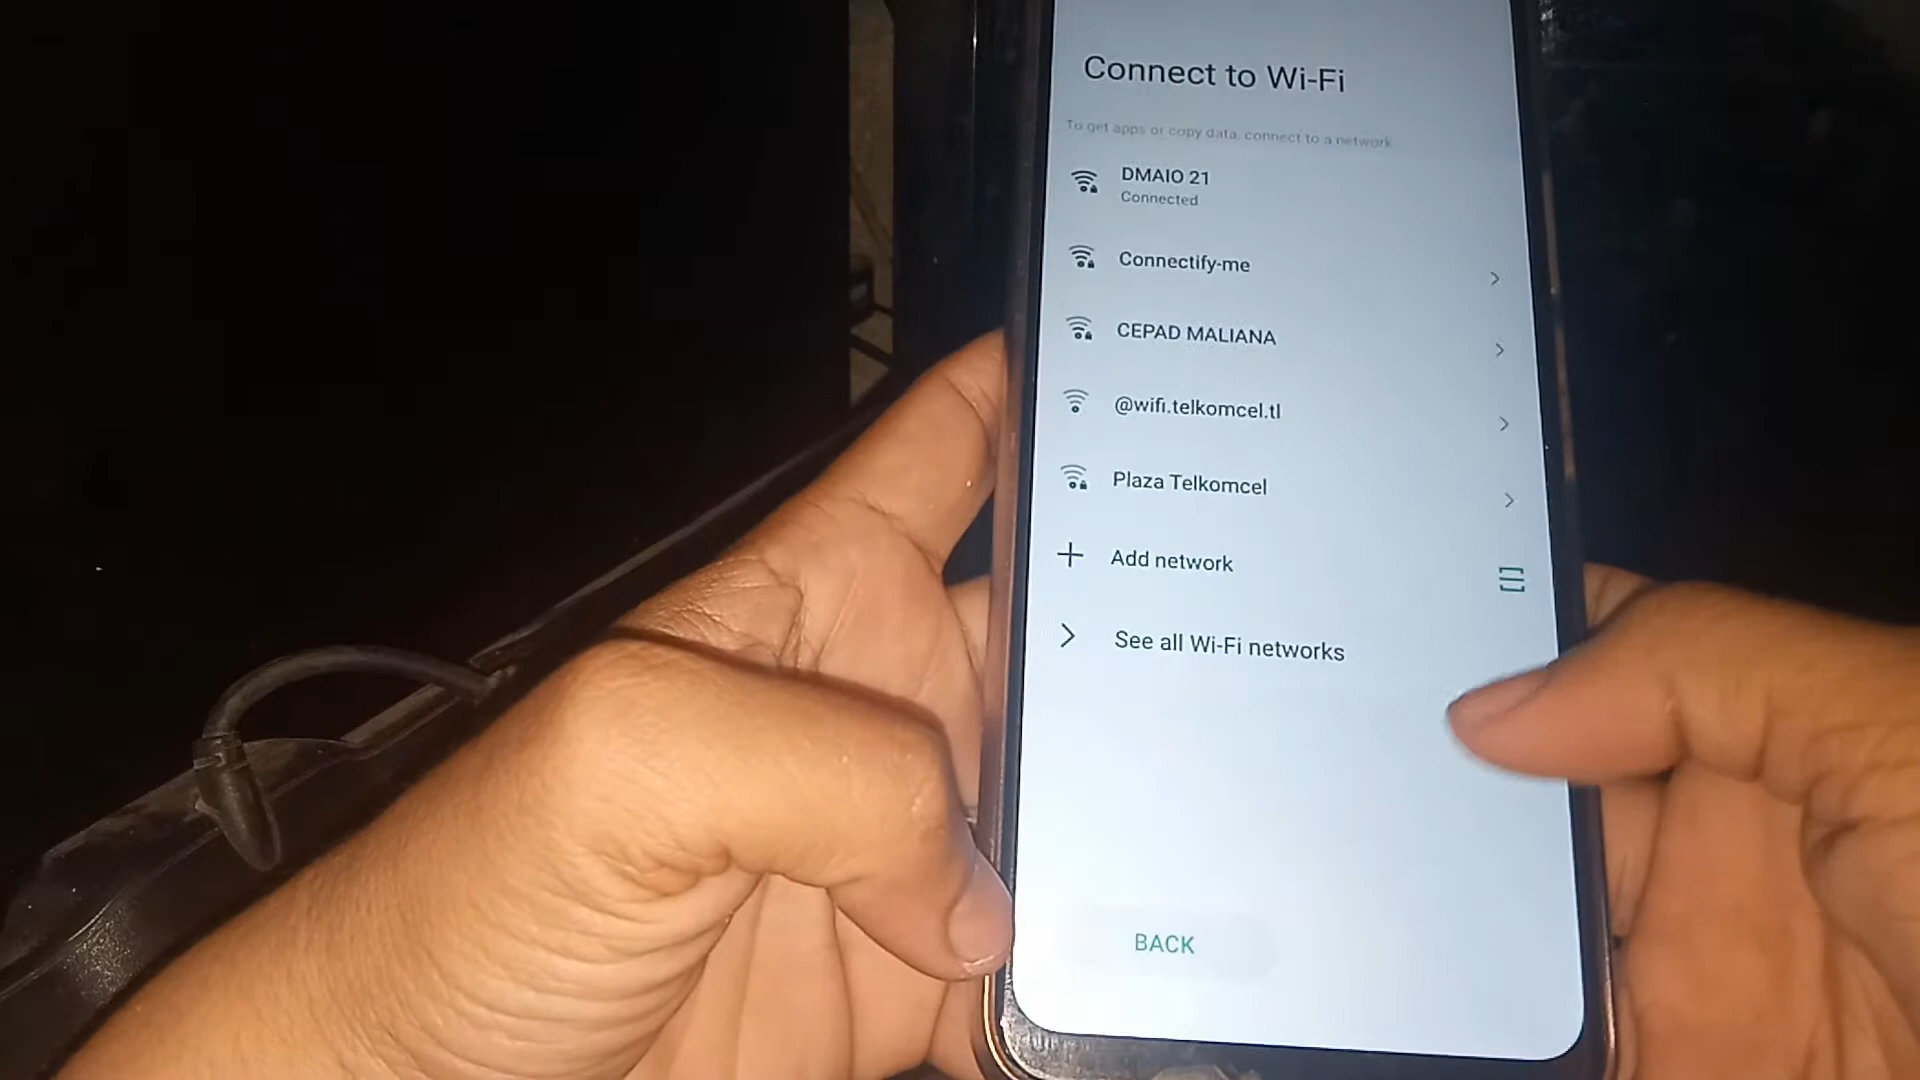 Connect to Wi-Fi
To get apps or copy data, connect to a network
DMAIO 21
Connected
Connectify-me
CEPAD MALIANA
@wifi.telkomcel.tl
Plaza Telkomcel
Add network
See all Wi-Fi networks
BACK